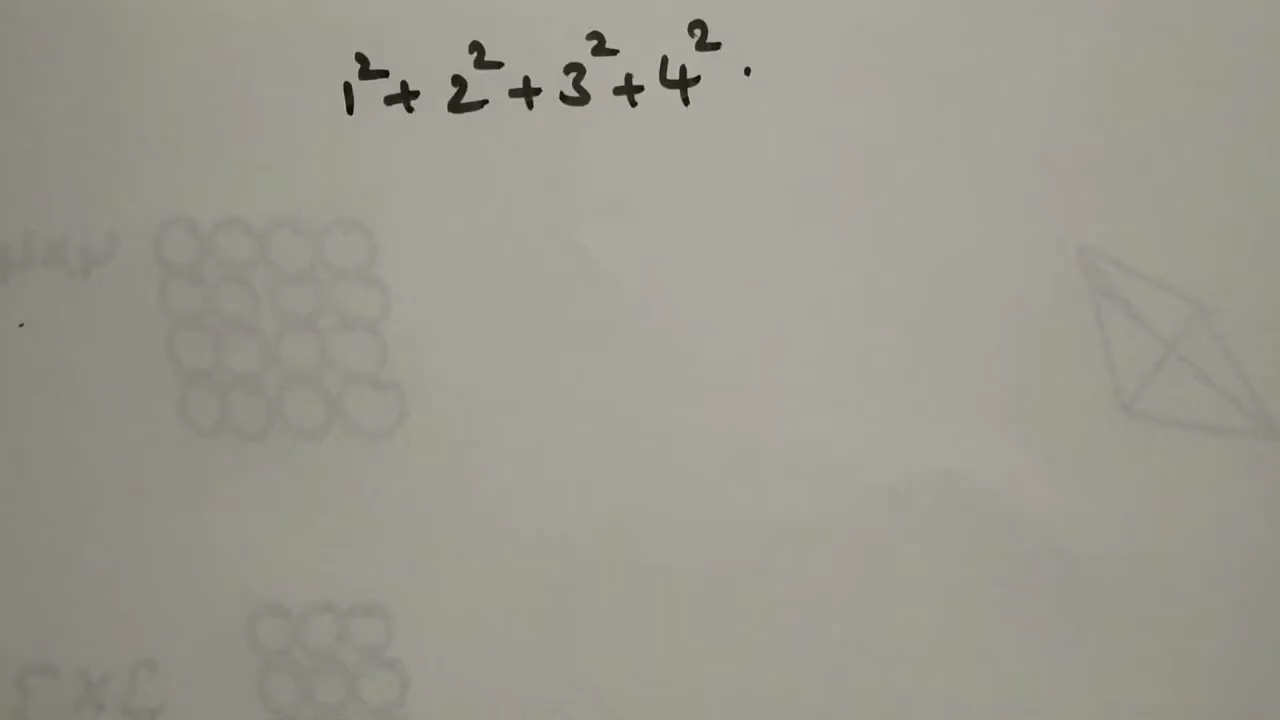 1² + 2² + 3² + 4² .